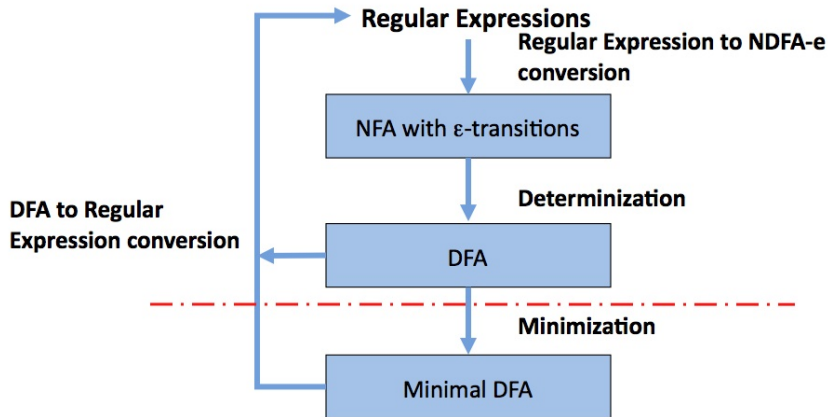 Regular Expressions
Regular Expression to NDFA-e
conversion
NFA with ε-transitions
Determinization
DFA to Regular
Expression conversion
DFA
Minimization
Minimal DFA